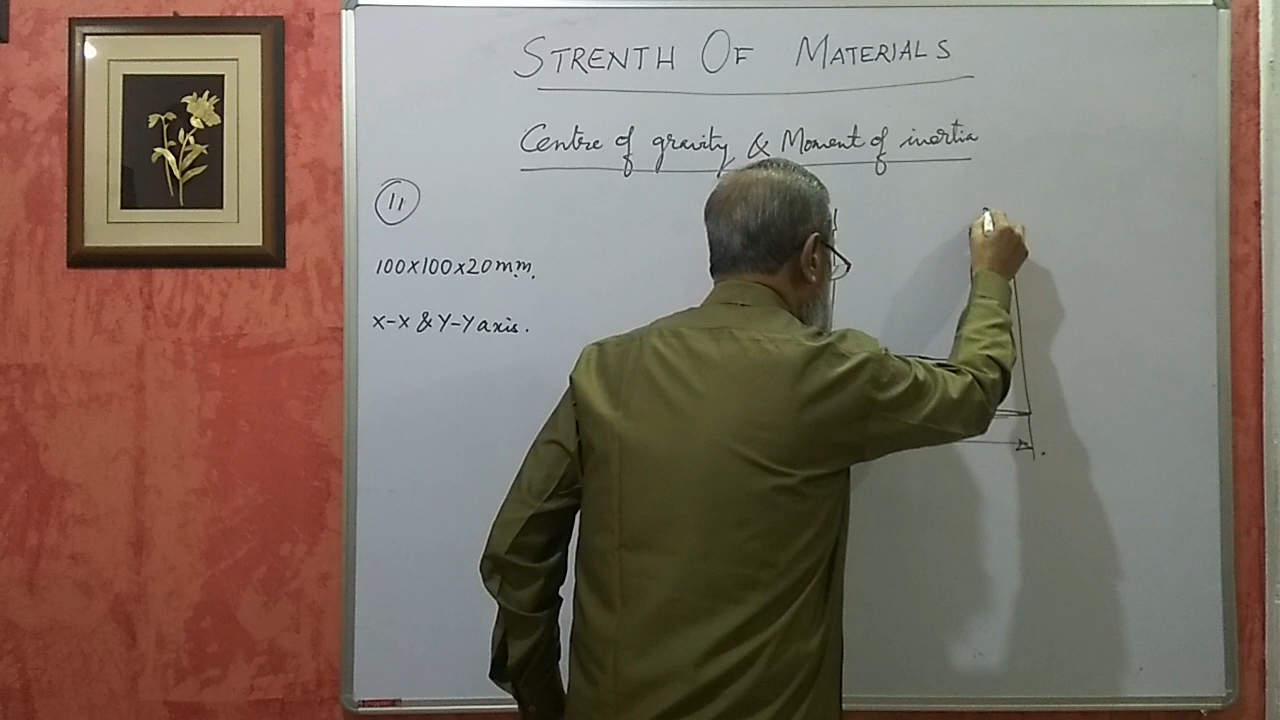 STRENTH OF MATERIALS
Centre of gravity & Moment of inertia
11
100x100x20mm.
X-X & Y-Y axis.